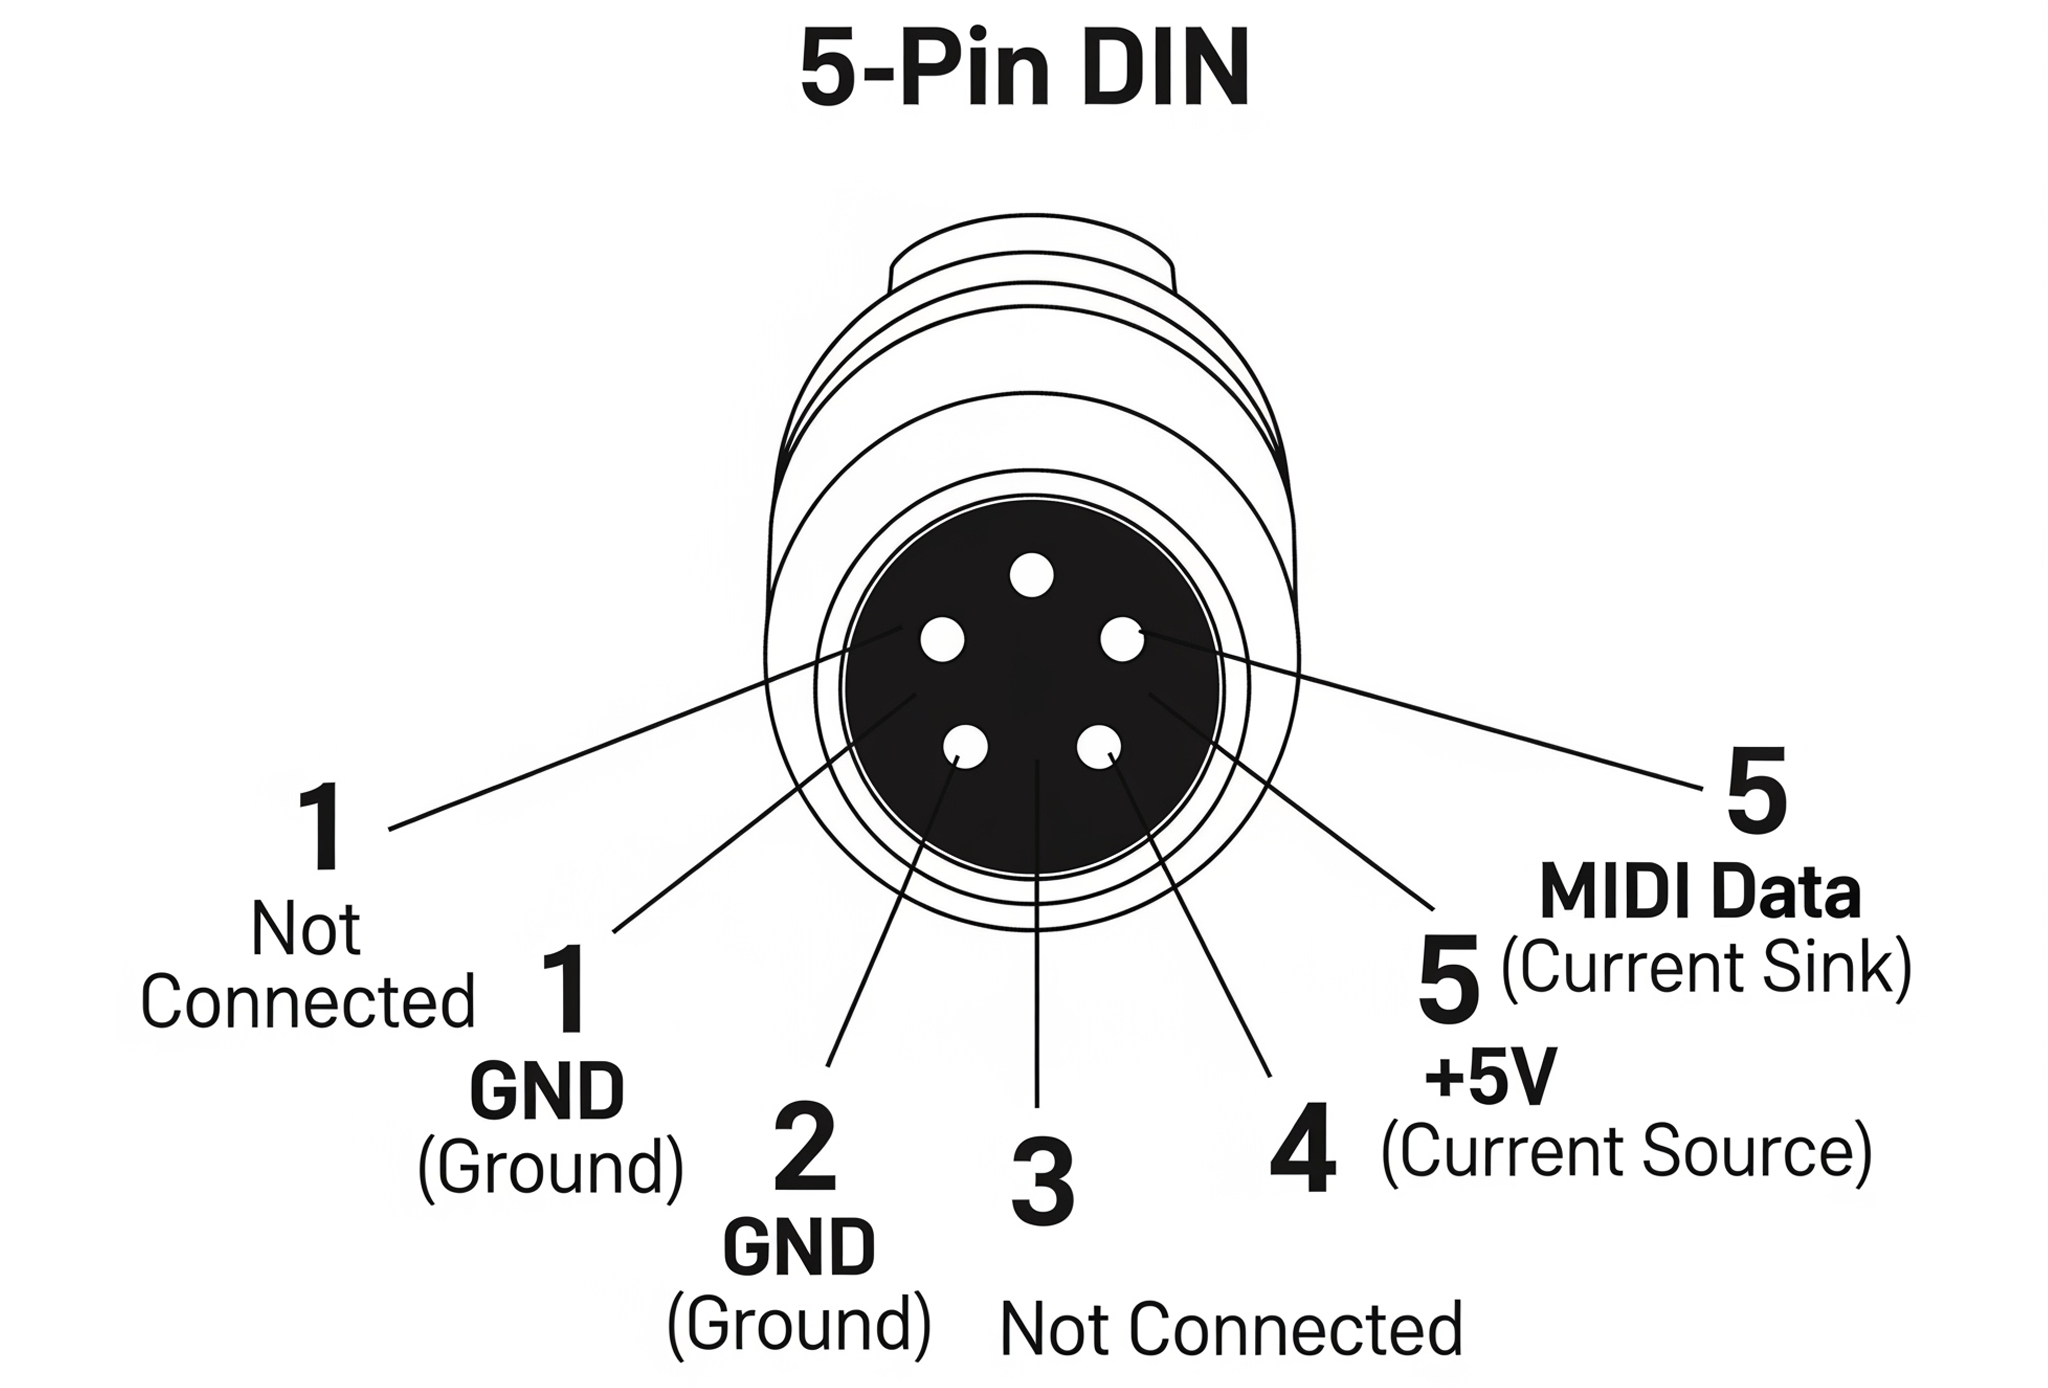 5-Pin DIN
1
Not
Connected
1
GND
(Ground)
2
GND
(Ground)
3
Not Connected
4
5
MIDI Data
(Current Sink)
5
+5V
(Current Source)